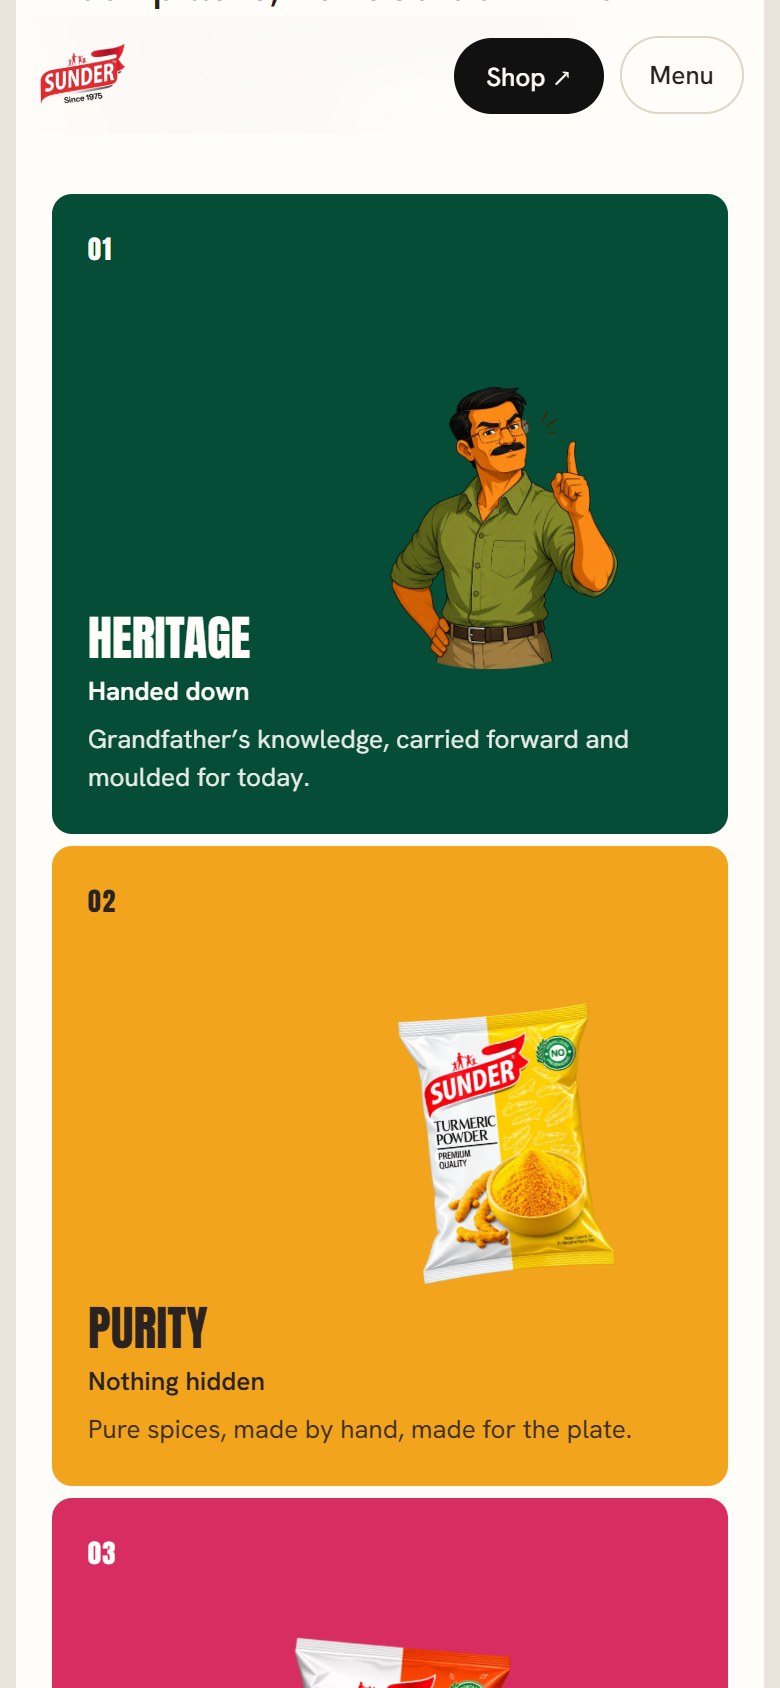 SUNDER
Since 1975
Shop ↗
Menu
01
HERITAGE
Handed down
Grandfather’s knowledge, carried forward and
moulded for today.
02
SUNDER
NO
TURMERIC
POWDER
PREMIUM
QUALITY
PURITY
Nothing hidden
Pure spices, made by hand, made for the plate.
03